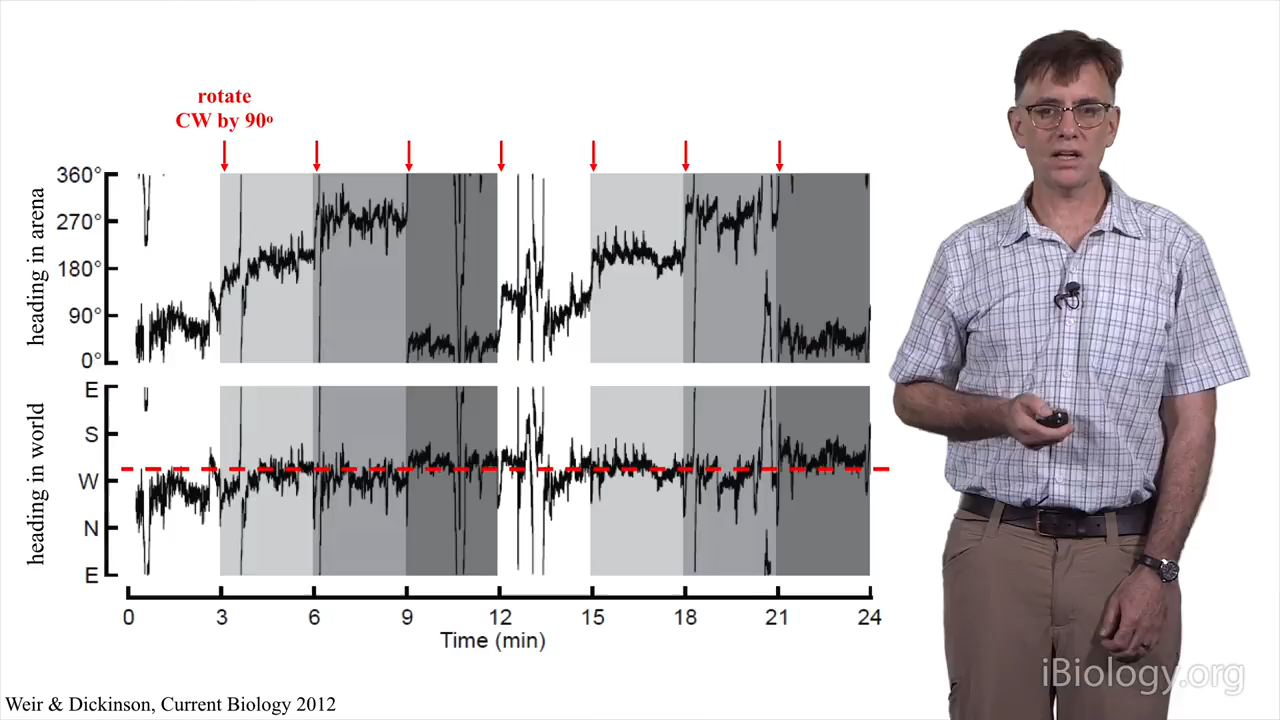 rotate
CW by 90º
heading in arena
360°
270°
180°
90°
0°
heading in world
E
S
W
N
E
0 3 6 9 12 15 18 21 24
Time (min)
Weir & Dickinson, Current Biology 2012
iBiology.org